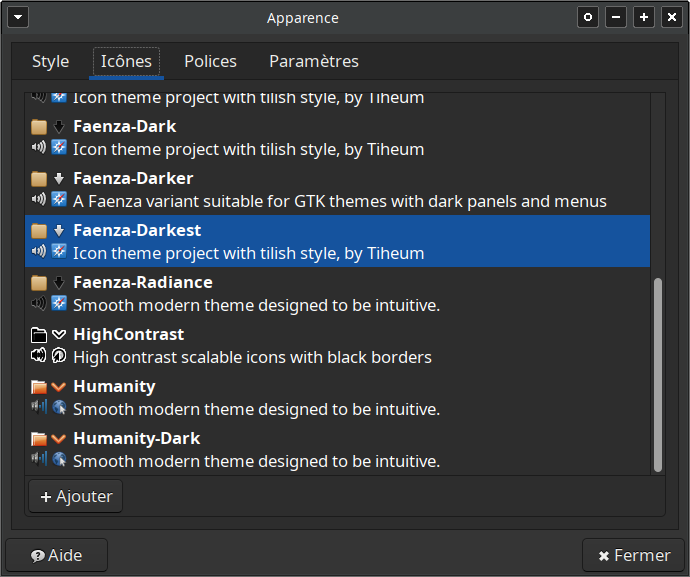 Apparence
Style Icônes Polices Paramètres
Icon theme project with tilish style, by Tiheum
Faenza-Dark
Icon theme project with tilish style, by Tiheum
Faenza-Darker
A Faenza variant suitable for GTK themes with dark panels and menus
Faenza-Darkest
Icon theme project with tilish style, by Tiheum
Faenza-Radiance
Smooth modern theme designed to be intuitive.
HighContrast
High contrast scalable icons with black borders
Humanity
Smooth modern theme designed to be intuitive.
Humanity-Dark
Smooth modern theme designed to be intuitive.
Ajouter
Aide Fermer